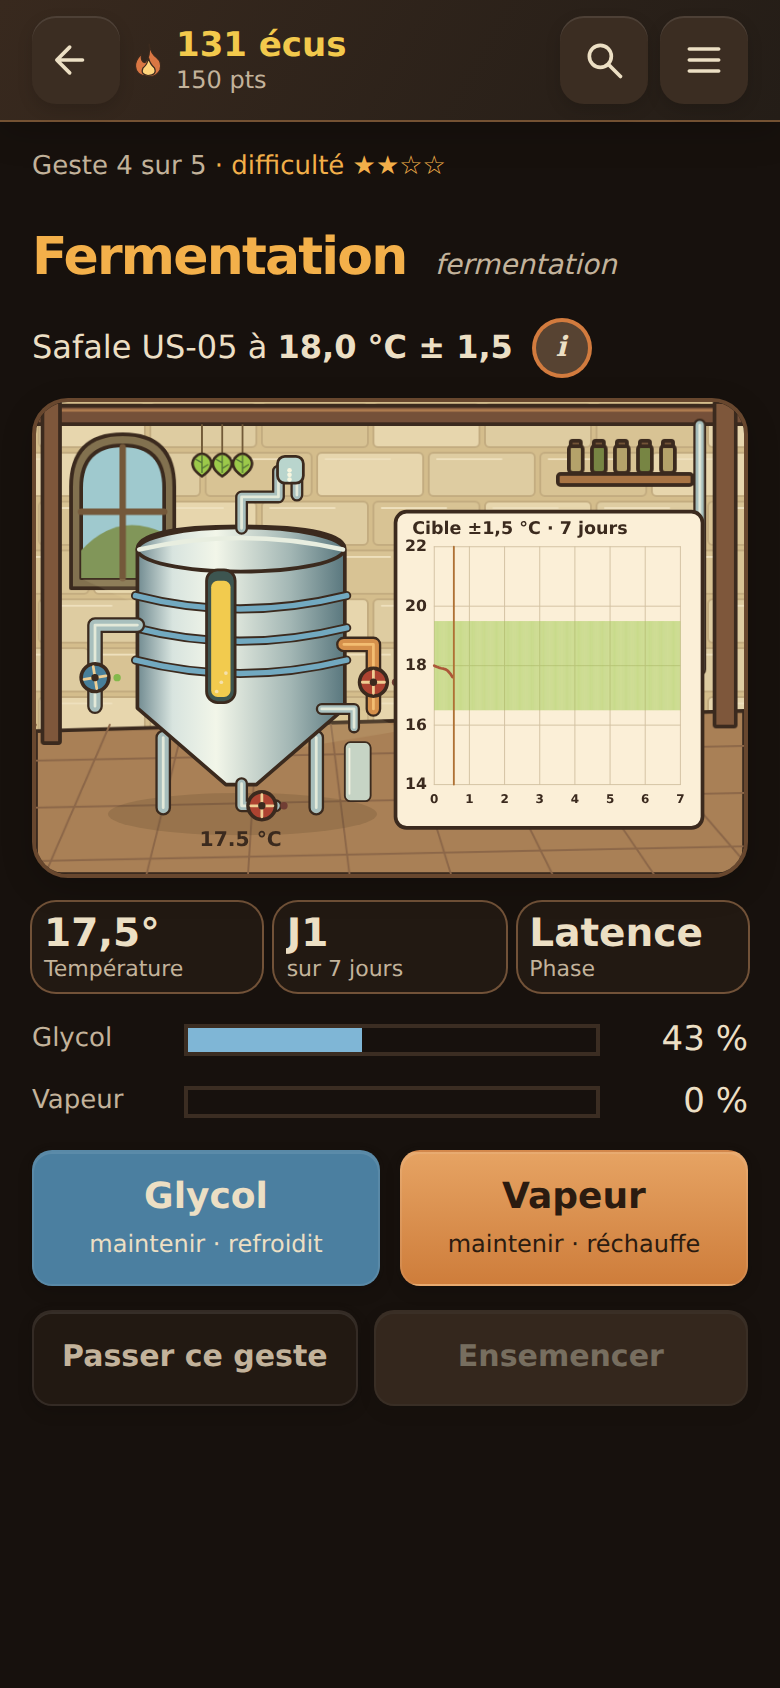 131 écus
150 pts
Geste 4 sur 5 · difficulté ★★☆☆
Fermentation fermentation
Safale US-05 à 18,0 °C ± 1,5 i
Cible ±1,5 °C · 7 jours
22
20
18
16
14
0 1 2 3 4 5 6 7
17.5 °C
17,5° J1 Latence
Température sur 7 jours Phase
Glycol 43 %
Vapeur 0 %
Glycol Vapeur
maintenir · refroidit maintenir · réchauffe
Passer ce geste Ensemencer